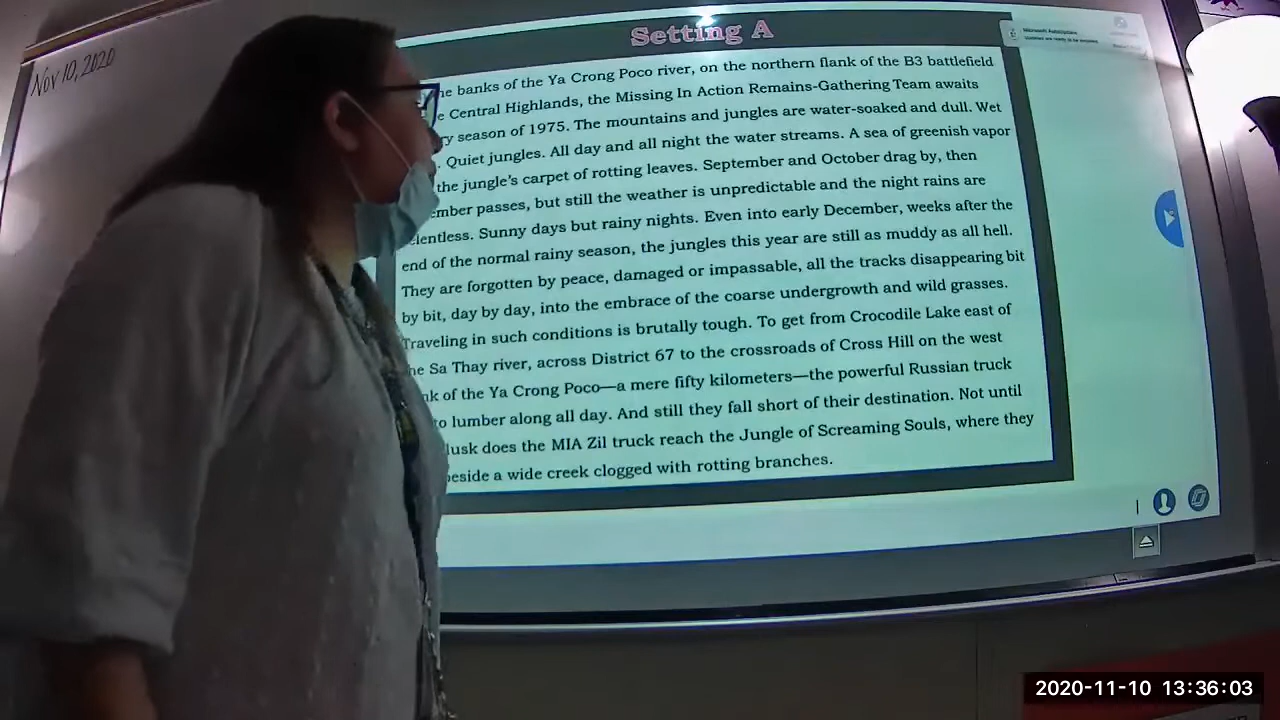 Nov 10, 2020
Setting A
banks of the Ya Crong Poco river, on the northern flank of the B3 battlefield
Central Highlands, the Missing In Action Remains-Gathering Team awaits
season of 1975. The mountains and jungles are water-soaked and dull. Wet
. Quiet jungles. All day and all night the water streams. A sea of greenish vapor
the jungle's carpet of rotting leaves. September and October drag by, then
passes, but still the weather is unpredictable and the night rains are
Sunny days but rainy nights. Even into early December, weeks after the
end of the normal rainy season, the jungles this year are still as muddy as all hell.
They are forgotten by peace, damaged or impassable, all the tracks disappearing bit
by bit, day by day, into the embrace of the coarse undergrowth and wild grasses.
Traveling in such conditions is brutally tough. To get from Crocodile Lake east of
Sa Thay river, across District 67 to the crossroads of Cross Hill on the west
of the Ya Crong Poco—a mere fifty kilometers—the powerful Russian truck
lumber along all day. And still they fall short of their destination. Not until
does the MIA Zil truck reach the Jungle of Screaming Souls, where they
beside a wide creek clogged with rotting branches.
2020-11-10 13:36:03